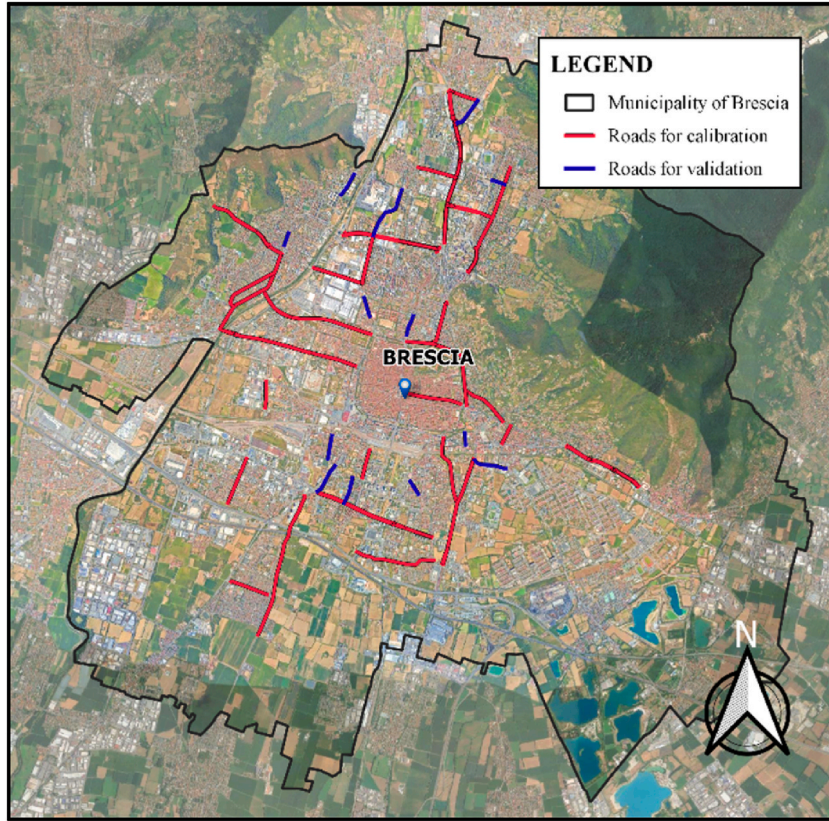 LEGEND
Municipality of Brescia
Roads for calibration
Roads for validation
BRESCIA
N